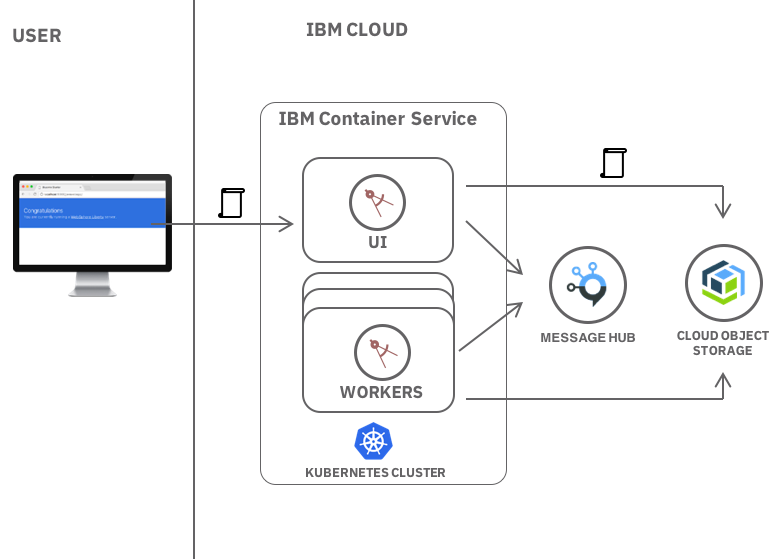 USER
IBM CLOUD
IBM Container Service
Congratulations
UI
MESSAGE HUB
CLOUD OBJECT
STORAGE
WORKERS
KUBERNETES CLUSTER